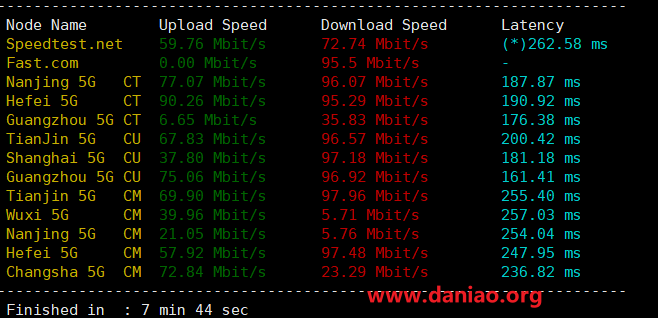 Node Name Upload Speed Download Speed Latency
Speedtest.net 59.76 Mbit/s 72.74 Mbit/s (*)262.58 ms
Fast.com 0.00 Mbit/s 95.5 Mbit/s -
Nanjing 5G CT 77.07 Mbit/s 96.07 Mbit/s 187.87 ms
Hefei 5G CT 90.26 Mbit/s 95.29 Mbit/s 190.92 ms
Guangzhou 5G CT 6.65 Mbit/s 35.83 Mbit/s 176.38 ms
TianJin 5G CU 67.83 Mbit/s 96.57 Mbit/s 200.42 ms
Shanghai 5G CU 37.80 Mbit/s 97.18 Mbit/s 181.18 ms
Guangzhou 5G CU 75.06 Mbit/s 96.92 Mbit/s 161.41 ms
Tianjin 5G CM 69.90 Mbit/s 97.96 Mbit/s 255.40 ms
Wuxi 5G CM 39.96 Mbit/s 5.71 Mbit/s 257.03 ms
Nanjing 5G CM 21.05 Mbit/s 5.76 Mbit/s 254.04 ms
Hefei 5G CM 57.92 Mbit/s 97.48 Mbit/s 247.95 ms
Changsha 5G CM 72.84 Mbit/s 23.29 Mbit/s 236.82 ms
www.daniao.org
Finished in : 7 min 44 sec